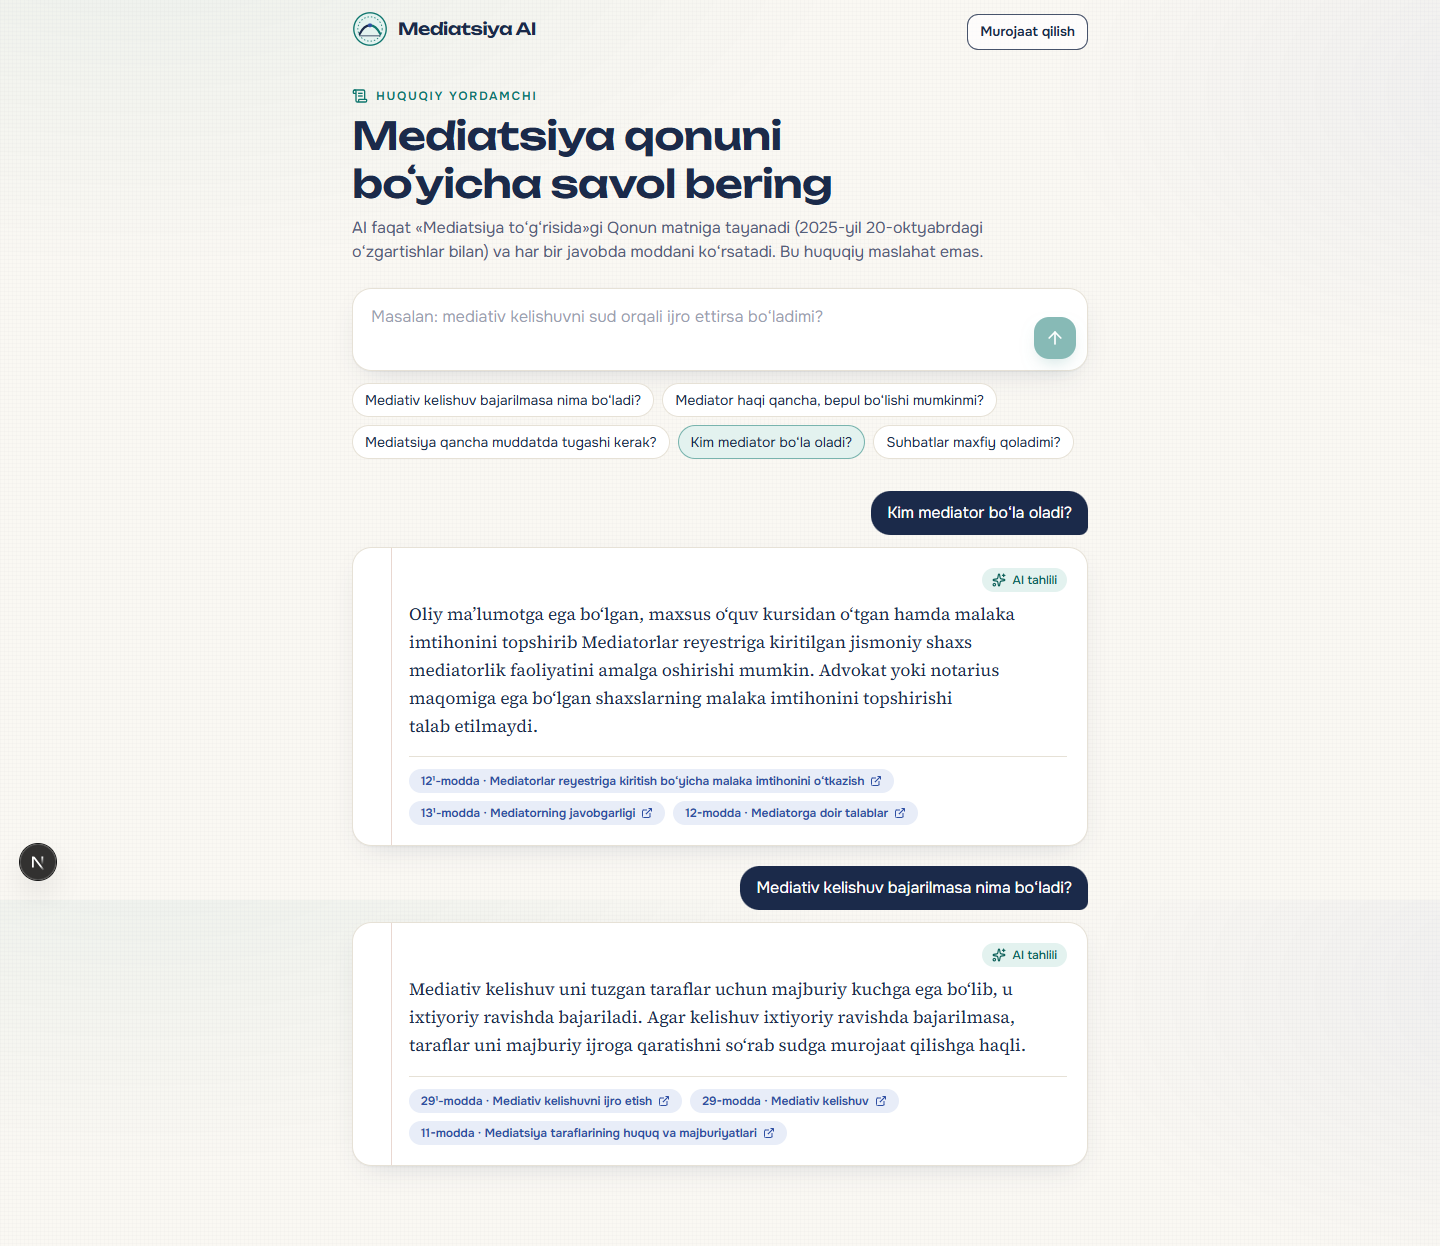 Mediatsiya AI
Murojaat qilish
HUQUQIY YORDAMCHI
Mediatsiya qonuni
bo‘yicha savol bering
AI faqat «Mediatsiya to‘g‘risida»gi Qonun matniga tayanadi (2025-yil 20-oktyabrdagi
o‘zgartishlar bilan) va har bir javobda moddani ko‘rsatadi. Bu huquqiy maslahat emas.
Masalan: mediativ kelishuvni sud orqali ijro ettirsa bo‘ladimi?
Mediativ kelishuv bajarilmasa nima bo‘ladi?
Mediator haqi qancha, bepul bo‘lishi mumkinmi?
Mediatsiya qancha muddatda tugashi kerak?
Kim mediator bo‘la oladi?
Suhbatlar maxfiy qoladimi?
Kim mediator bo‘la oladi?
AI tahlili
Oliy ma’lumotga ega bo‘lgan, maxsus o‘quv kursidan o‘tgan hamda malaka
imtihonini topshirib Mediatorlar reyestriga kiritilgan jismoniy shaxs
mediatorlik faoliyatini amalga oshirishi mumkin. Advokat yoki notarius
maqomiga ega bo‘lgan shaxslarning malaka imtihonini topshirishi
talab etilmaydi.
12¹-modda · Mediatorlar reyestriga kiritish bo‘yicha malaka imtihonini o‘tkazish
13¹-modda · Mediatorning javobgarligi
12-modda · Mediatorga doir talablar
N
Mediativ kelishuv bajarilmasa nima bo‘ladi?
AI tahlili
Mediativ kelishuv uni tuzgan taraflar uchun majburiy kuchga ega bo‘lib, u
ixtiyoriy ravishda bajariladi. Agar kelishuv ixtiyoriy ravishda bajarilmasa,
taraflar uni majburiy ijroga qaratishni so‘rab sudga murojaat qilishga haqli.
29¹-modda · Mediativ kelishuvni ijro etish
29-modda · Mediativ kelishuv
11-modda · Mediatsiya taraflarining huquq va majburiyatlari